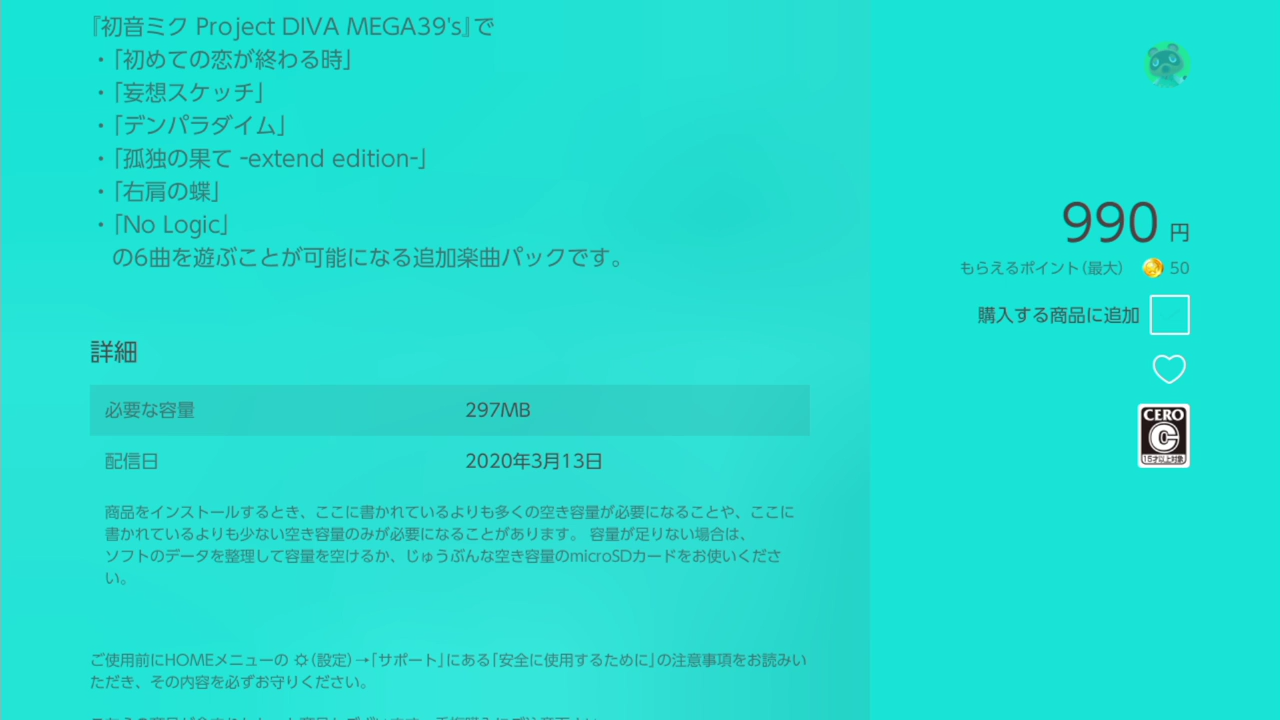 『初音ミク Project DIVA MEGA39's』で
・「初めての恋が終わる時」
・「妄想スケッチ」
・「デンパラダイム」
・「孤独の果て -extend edition-」
・「右肩の蝶」
・「No Logic」
の6曲を遊ぶことが可能になる追加楽曲パックです。
990 円
もらえるポイント(最大) 50
購入する商品に追加
CERO
C
15才以上対象
詳細
必要な容量 297MB
配信日 2020年3月13日
商品をインストールするとき、ここに書かれているよりも多くの空き容量が必要になることや、ここに
書かれているよりも少ない空き容量のみが必要になることがあります。 容量が足りない場合は、
ソフトのデータを整理して容量を空けるか、じゅうぶんな空き容量のmicroSDカードをお使いくださ
い。
ご使用前にHOMEメニューの (設定)→「サポート」にある「安全に使用するために」の注意事項をお読みい
ただき、その内容を必ずお守りください。